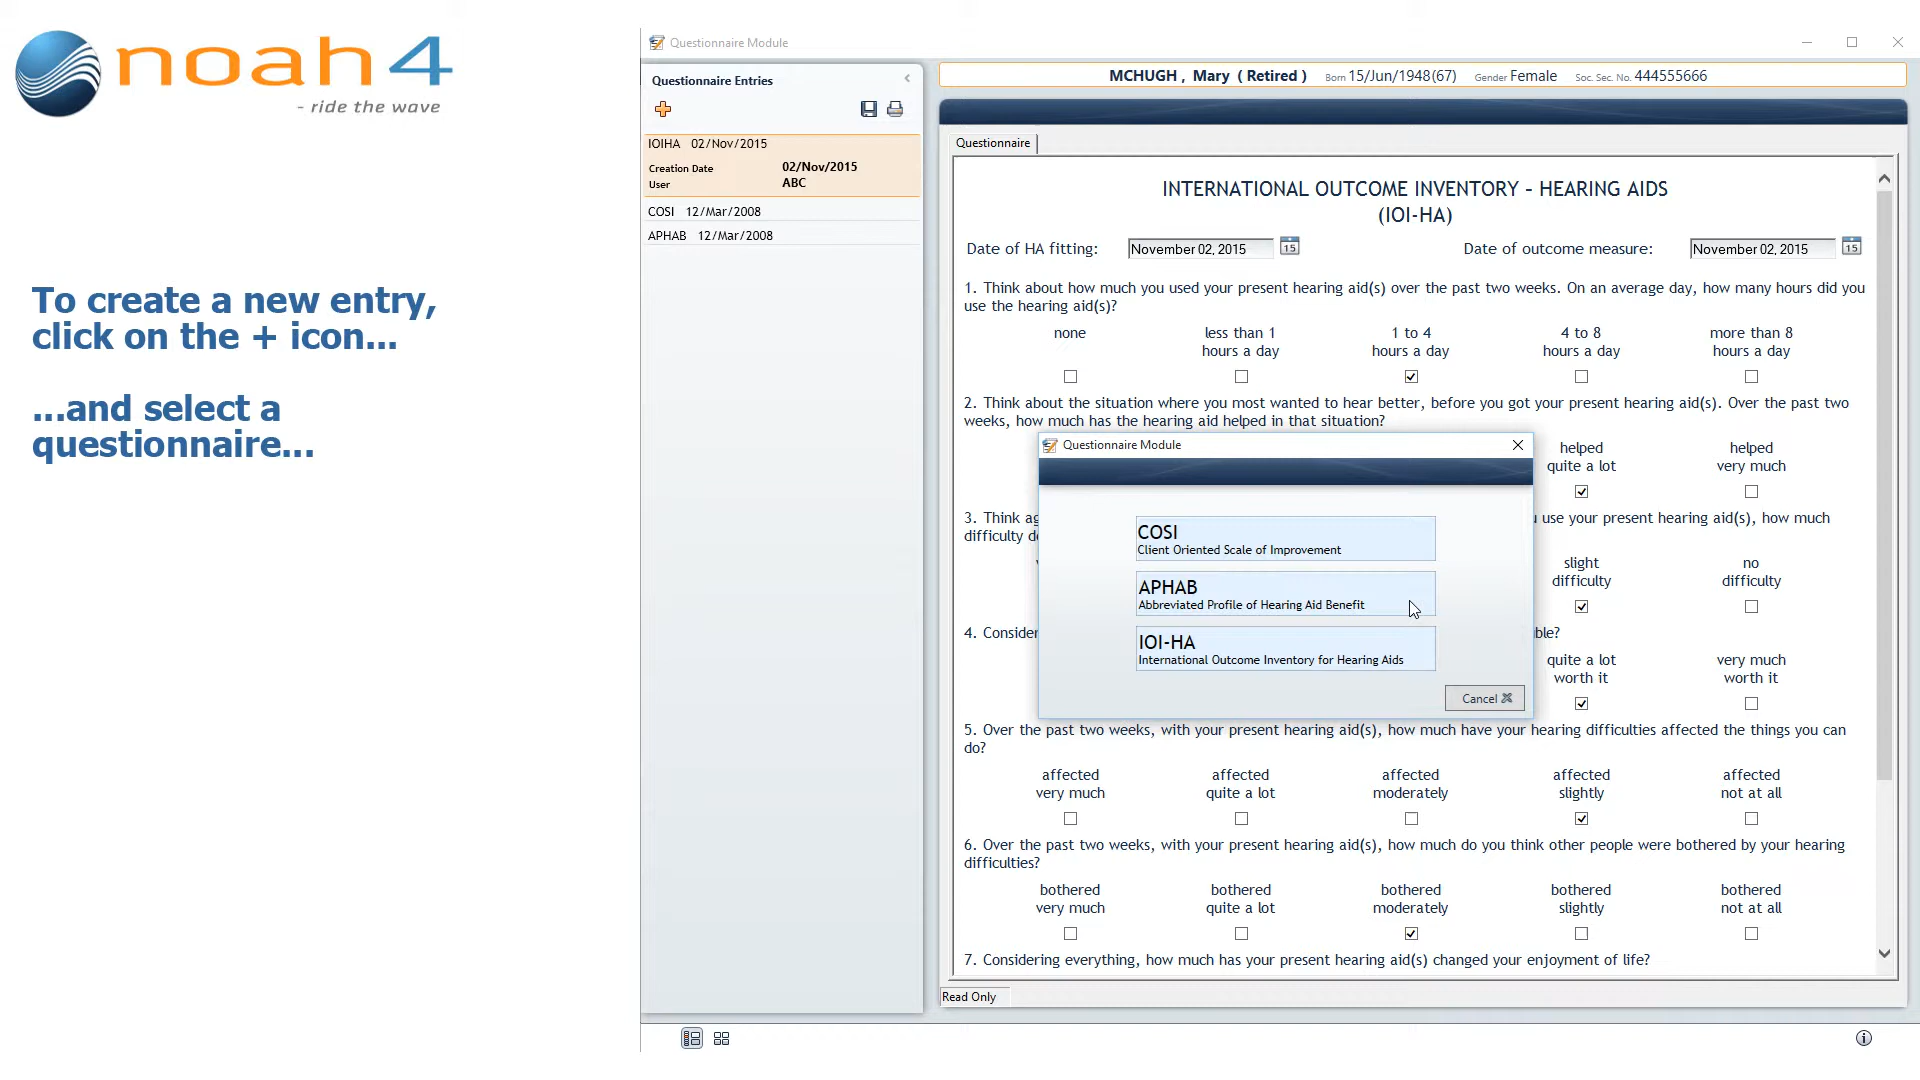 noah 4
- ride the wave
To create a new entry,
click on the + icon...
...and select a
questionnaire...
Questionnaire Module
Questionnaire Entries
IOIHA 02/Nov/2015
Creation Date 02/Nov/2015
User ABC
COSI 12/Mar/2008
APHAB 12/Mar/2008
MCHUGH , Mary ( Retired ) Born 15/Jun/1948(67) Gender Female Soc. Sec. No. 444555666
Questionnaire
INTERNATIONAL OUTCOME INVENTORY – HEARING AIDS
(IOI-HA)
Date of HA fitting: November 02, 2015 15 Date of outcome measure: November 02, 2015 15
1. Think about how much you used your present hearing aid(s) over the past two weeks. On an average day, how many hours did you
use the hearing aid(s)?
none less than 1 1 to 4 4 to 8 more than 8
hours a day hours a day hours a day hours a day
2. Think about the situation where you most wanted to hear better, before you got your present hearing aid(s). Over the past two
weeks, how much has the hearing aid helped in that situation?
helped helped
quite a lot very much
3. Think ag use your present hearing aid(s), how much
difficulty d
slight no
difficulty difficulty
4. Consider ble?
quite a lot very much
worth it worth it
Questionnaire Module
COSI
Client Oriented Scale of Improvement
APHAB
Abbreviated Profile of Hearing Aid Benefit
IOI-HA
International Outcome Inventory for Hearing Aids
Cancel
5. Over the past two weeks, with your present hearing aid(s), how much have your hearing difficulties affected the things you can
do?
affected affected affected affected affected
very much quite a lot moderately slightly not at all
6. Over the past two weeks, with your present hearing aid(s), how much do you think other people were bothered by your hearing
difficulties?
bothered bothered bothered bothered bothered
very much quite a lot moderately slightly not at all
7. Considering everything, how much has your present hearing aid(s) changed your enjoyment of life?
Read Only